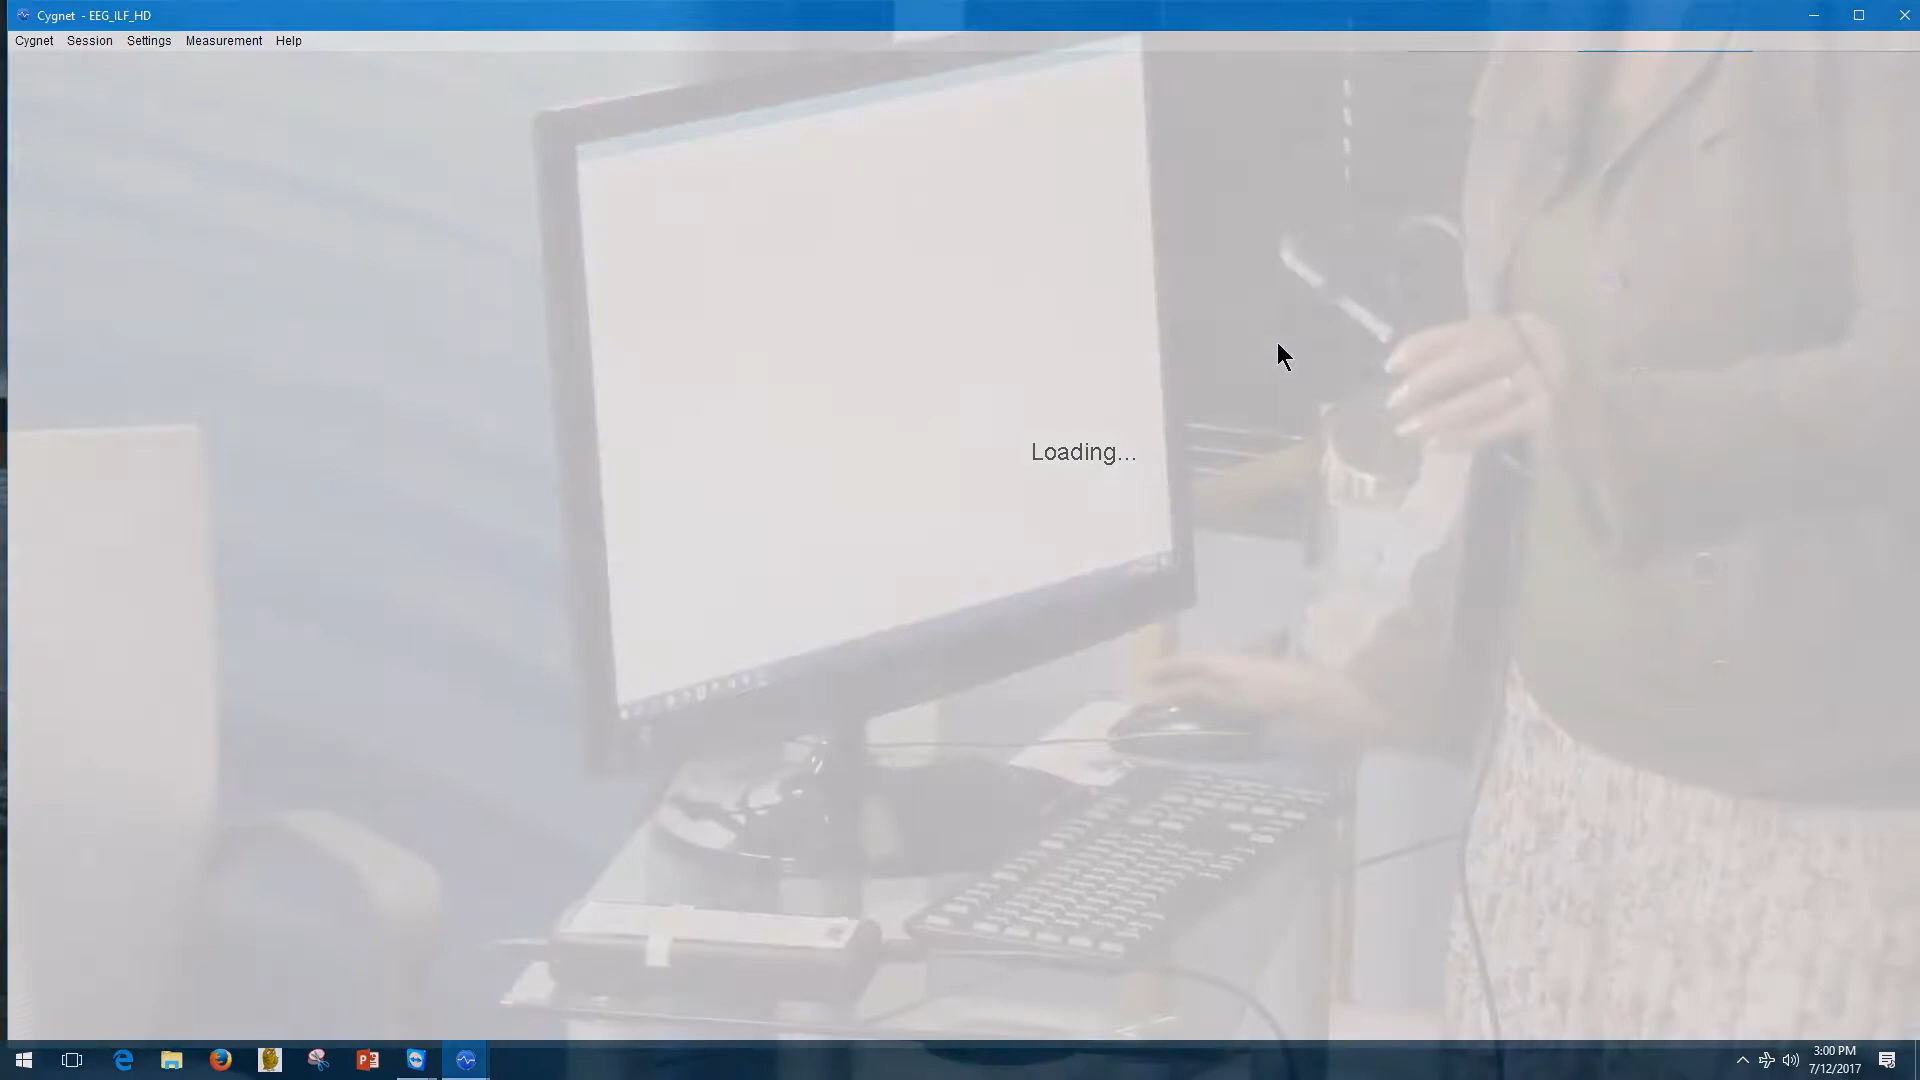 Cygnet - EEG_ILF_HD
Cygnet Session Settings Measurement Help
Loading...
3:00 PM
7/12/2017